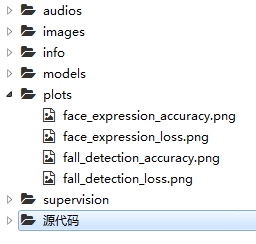 audios
images
info
models
plots
face_expression_accuracy.png
face_expression_loss.png
fall_detection_accuracy.png
fall_detection_loss.png
supervision
源代码